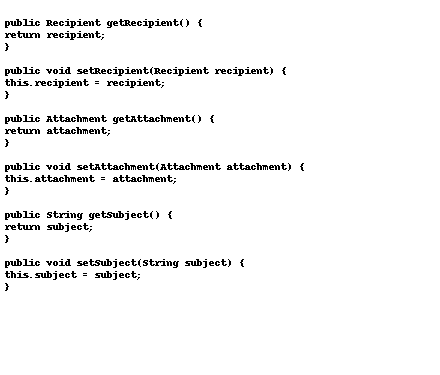 public Recipient getRecipient() {
return recipient;
}
public void setRecipient(Recipient recipient) {
this.recipient = recipient;
}
public Attachment getAttachment() {
return attachment;
}
public void setAttachment(Attachment attachment) {
this.attachment = attachment;
}
public String getSubject() {
return subject;
}
public void setSubject(String subject) {
this.subject = subject;
}